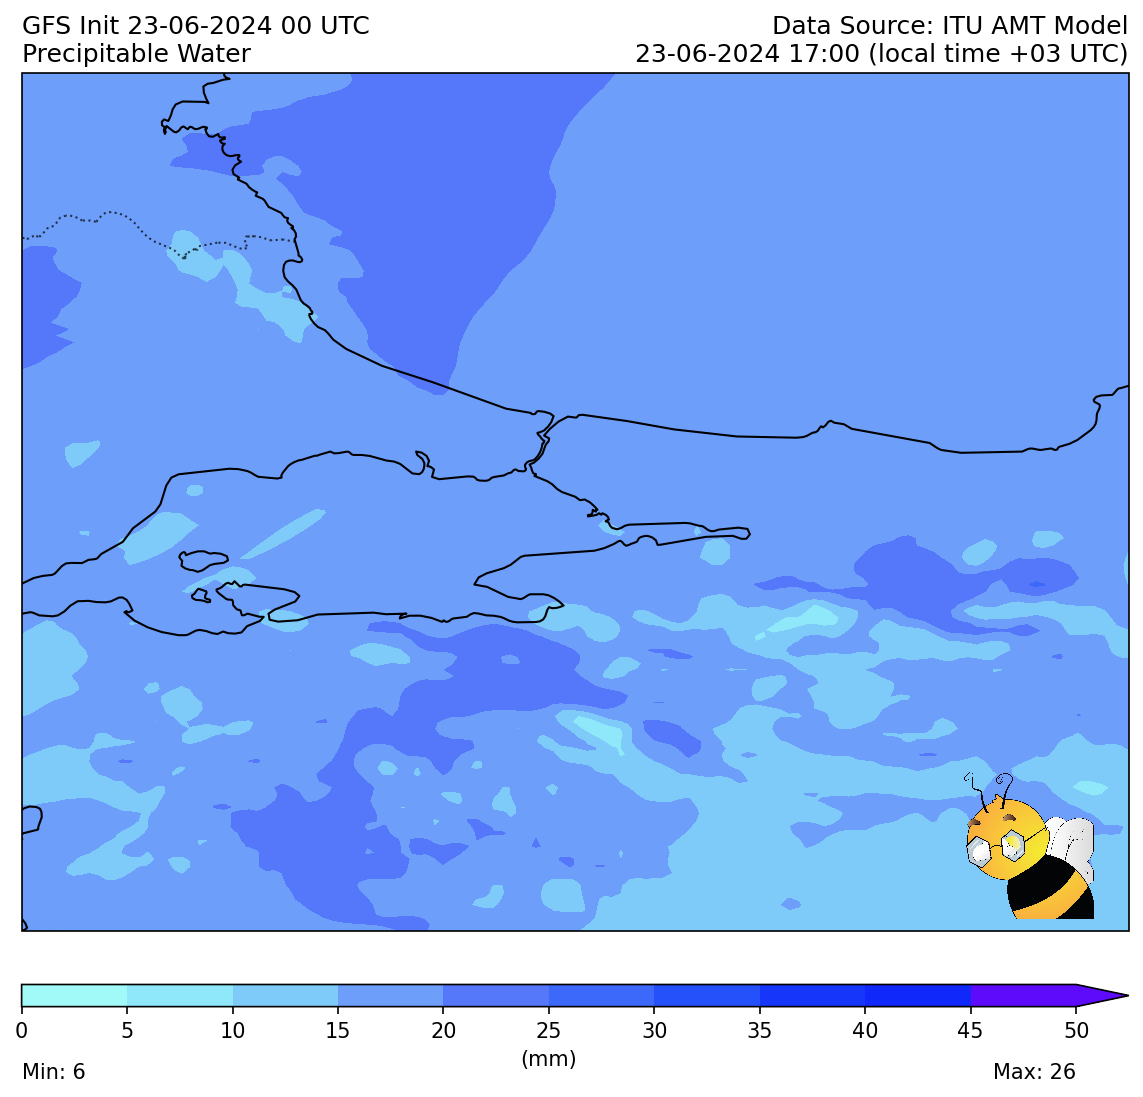 GFS Init 23-06-2024 00 UTC
Data Source: ITU AMT Model
Precipitable Water
23-06-2024 17:00 (local time +03 UTC)
0 5 10 15 20 25 30 35 40 45 50
(mm)
Min: 6
Max: 26